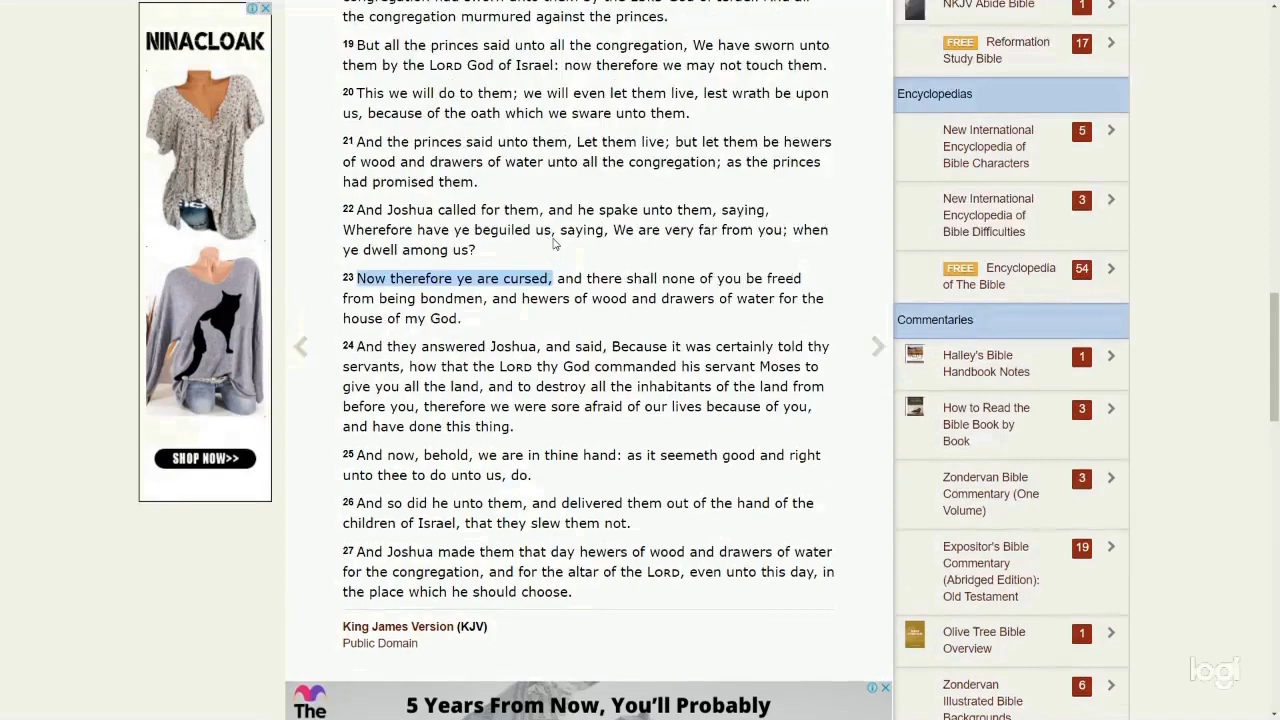 NINACLOAK
SHOP NOW>>
the congregation murmured against the princes.
19 But all the princes said unto all the congregation, We have sworn unto
them by the LORD God of Israel: now therefore we may not touch them.
20 This we will do to them; we will even let them live, lest wrath be upon
us, because of the oath which we sware unto them.
21 And the princes said unto them, Let them live; but let them be hewers
of wood and drawers of water unto all the congregation; as the princes
had promised them.
22 And Joshua called for them, and he spake unto them, saying,
Wherefore have ye beguiled us, saying, We are very far from you; when
ye dwell among us?
23 Now therefore ye are cursed, and there shall none of you be freed
from being bondmen, and hewers of wood and drawers of water for the
house of my God.
24 And they answered Joshua, and said, Because it was certainly told thy
servants, how that the LORD thy God commanded his servant Moses to
give you all the land, and to destroy all the inhabitants of the land from
before you, therefore we were sore afraid of our lives because of you,
and have done this thing.
25 And now, behold, we are in thine hand: as it seemeth good and right
unto thee to do unto us, do.
26 And so did he unto them, and delivered them out of the hand of the
children of Israel, that they slew them not.
27 And Joshua made them that day hewers of wood and drawers of water
for the congregation, and for the altar of the LORD, even unto this day, in
the place which he should choose.
King James Version (KJV)
Public Domain
The
5 Years From Now, You'll Probably
NKJV Abide Bible
1
FREE Reformation
Study Bible
17
Encyclopedias
New International
Encyclopedia of
Bible Characters
5
New International
Encyclopedia of Bible
Difficulties
3
FREE Encyclopedia
of The Bible
54
Commentaries
Halley's Bible
Handbook Notes
1
How to Read the
Bible Book by
Book
3
Zondervan Bible
Commentary (One
Volume)
3
Expositor's Bible
Commentary
(Abridged Edition):
Old Testament
19
Olive Tree Bible
Overview
1
Zondervan
Illustrated Bible
Backgrounds
6
logi